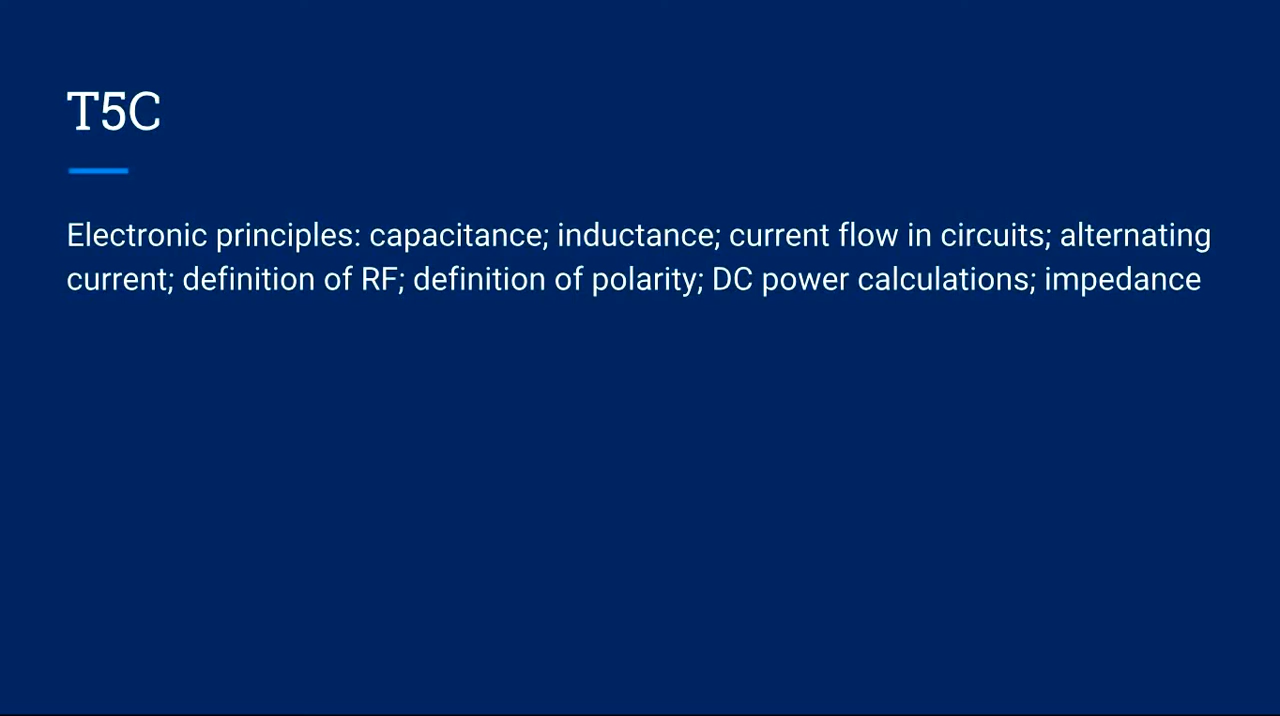 T5C
Electronic principles: capacitance; inductance; current flow in circuits; alternating
current; definition of RF; definition of polarity; DC power calculations; impedance